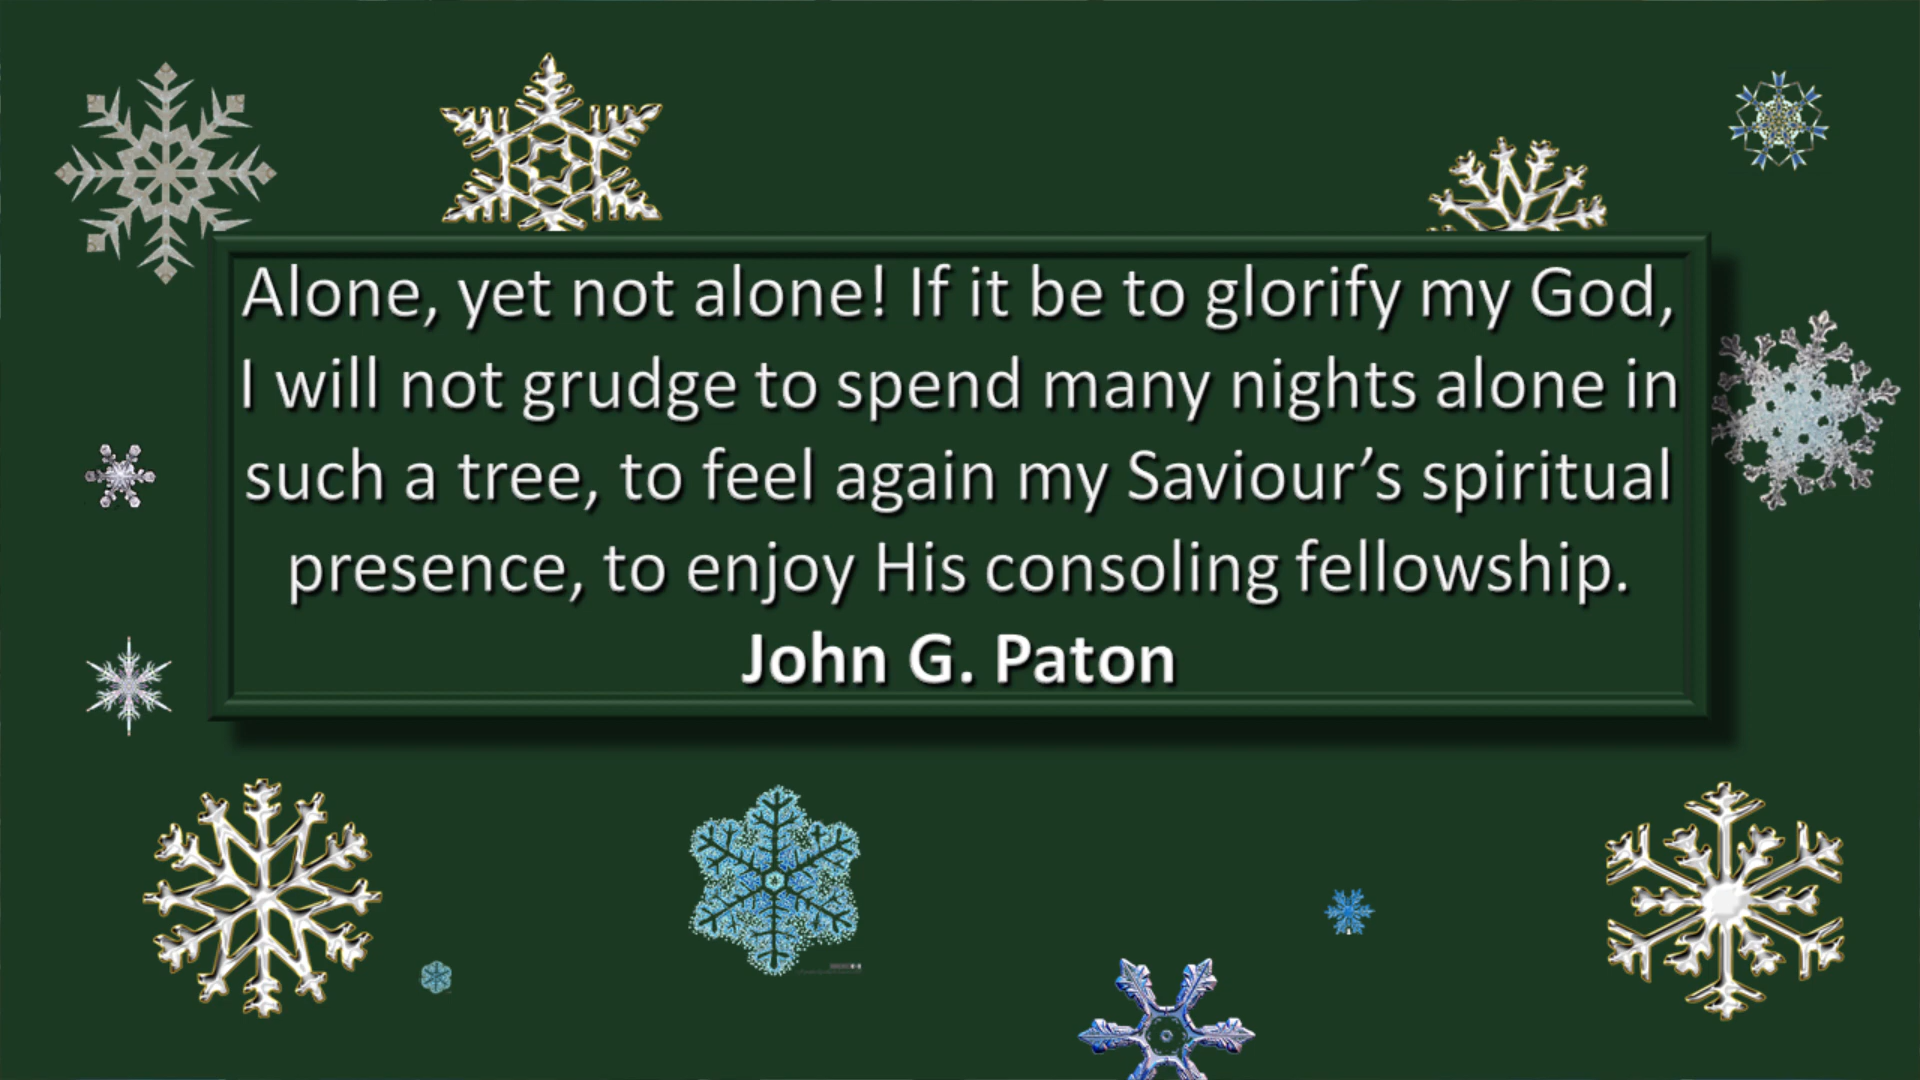 Alone, yet not alone! If it be to glorify my God,
I will not grudge to spend many nights alone in
such a tree, to feel again my Saviour’s spiritual
presence, to enjoy His consoling fellowship.
John G. Paton